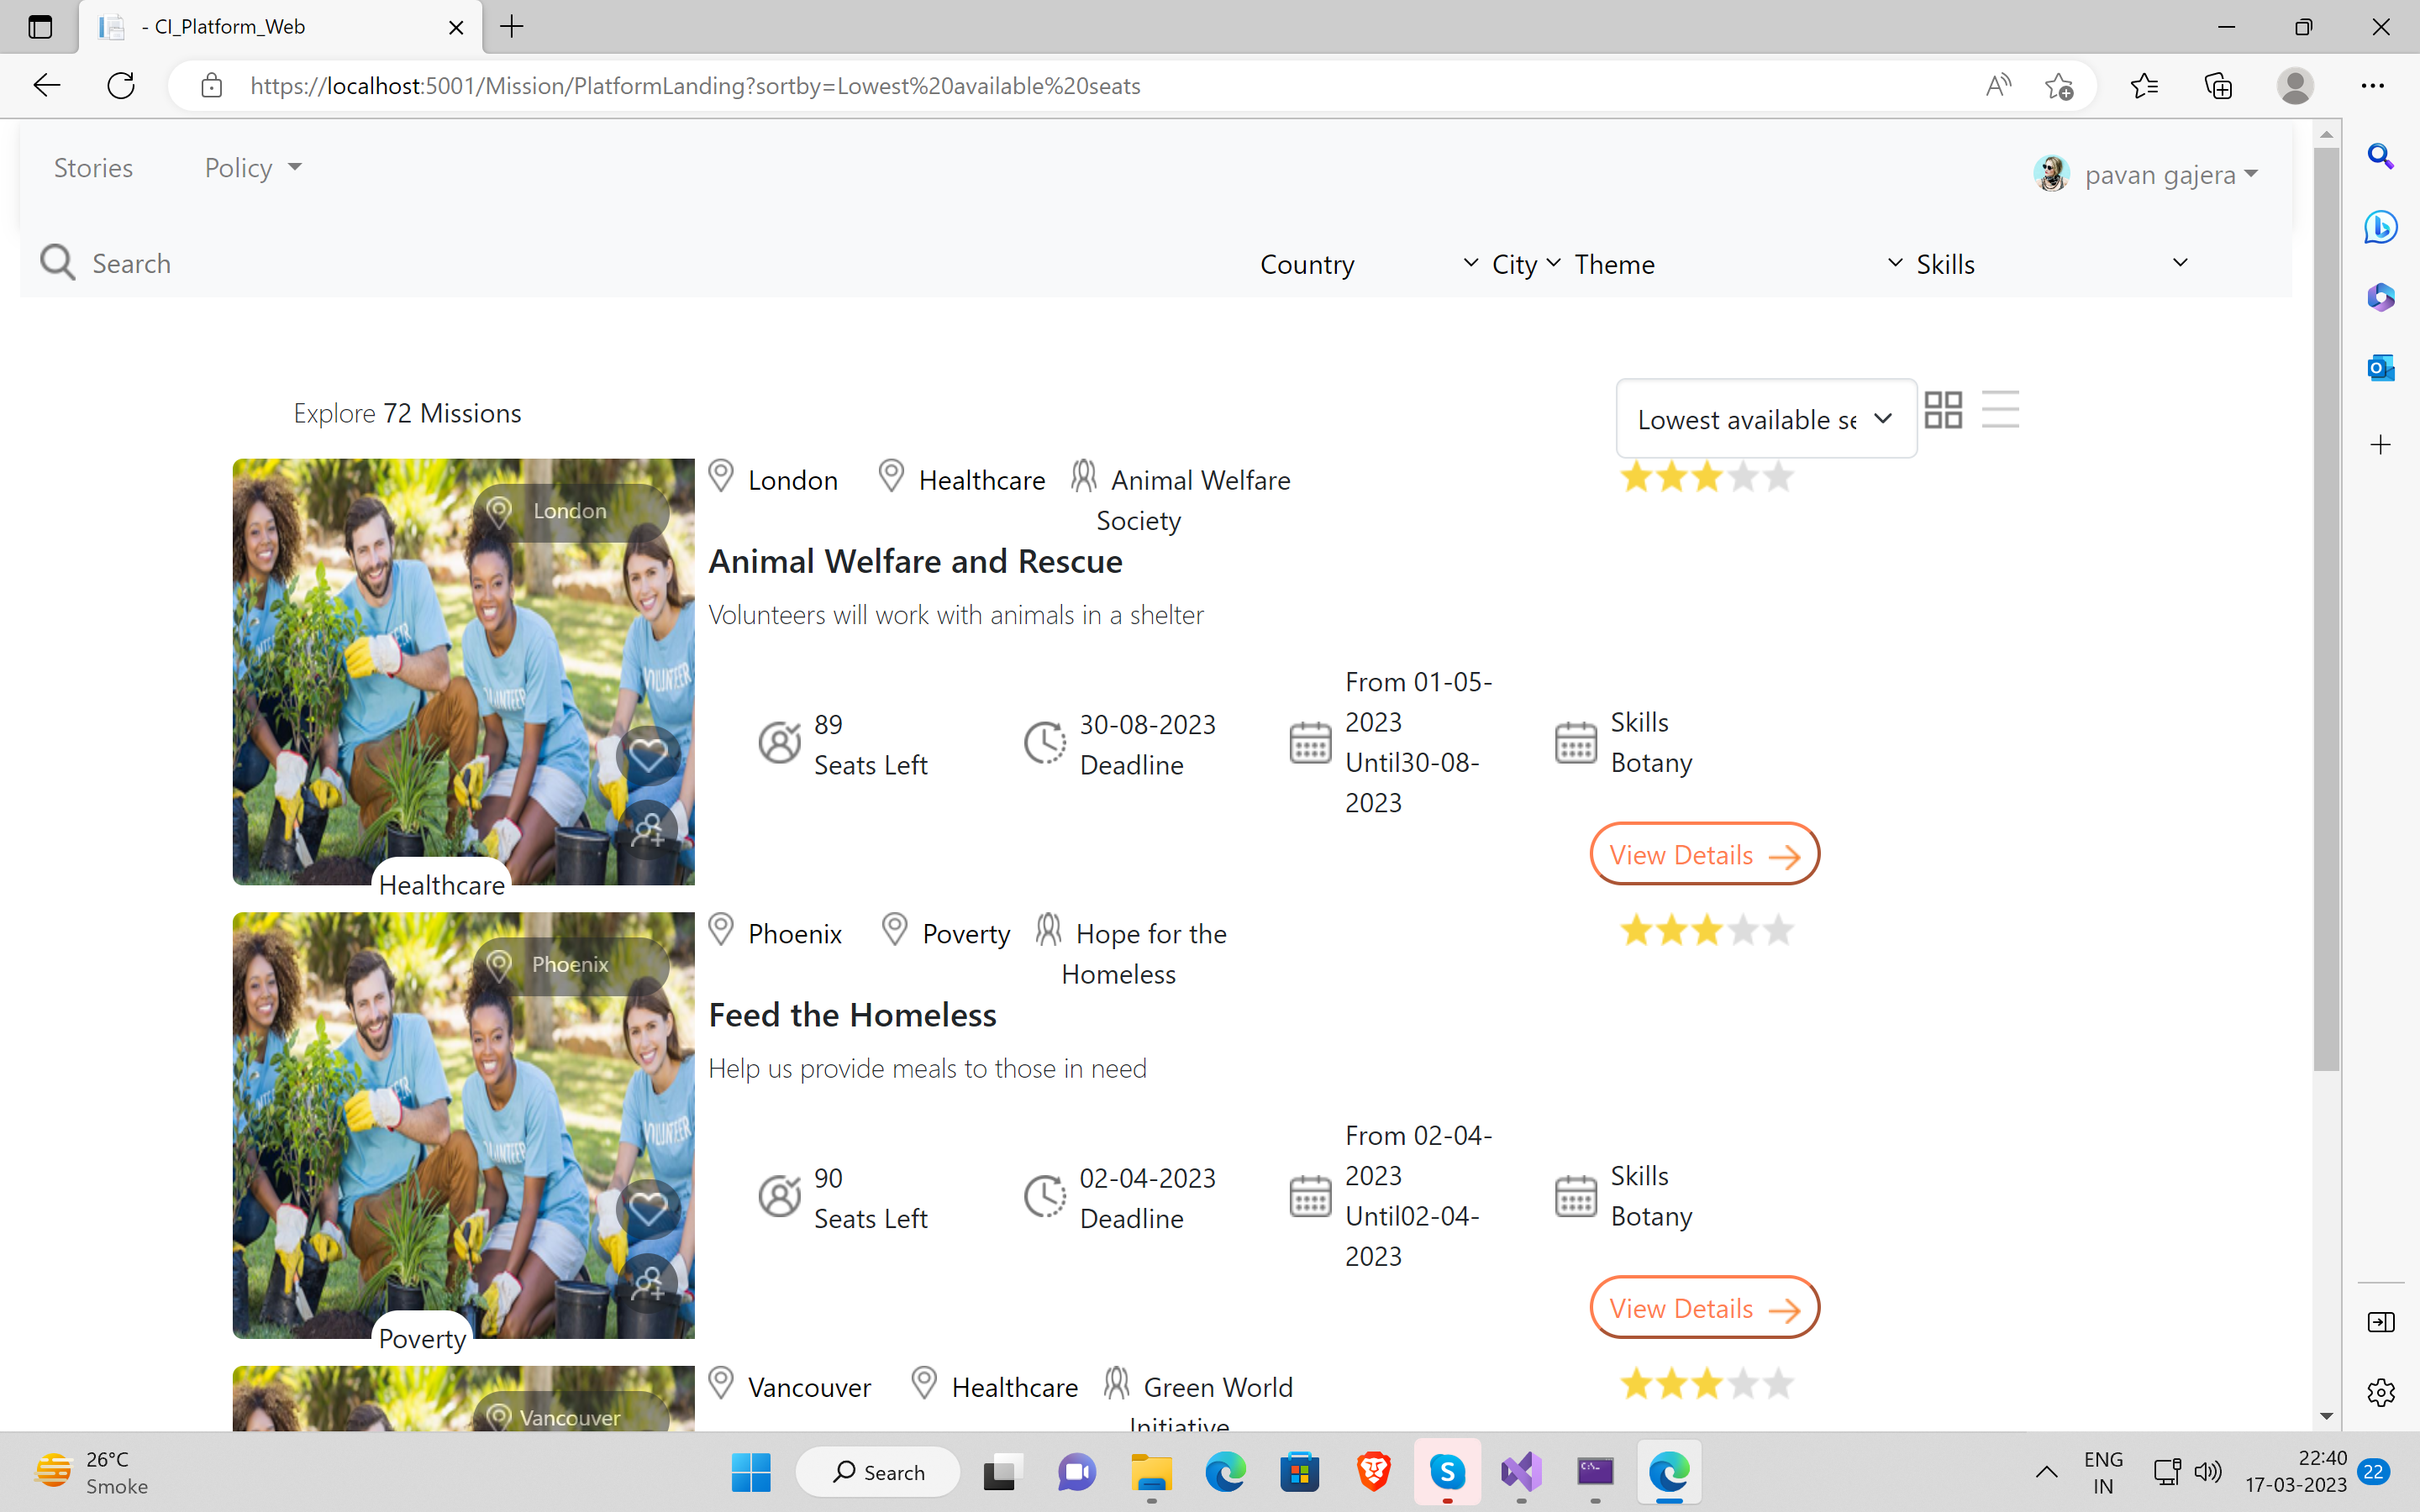 - CI_Platform_Web
https://localhost:5001/Mission/PlatformLanding?sortby=Lowest%20available%20seats
Stories Policy pavan gajera
Search Country City Theme Skills
Explore 72 Missions
Lowest available se
London
London Healthcare Animal Welfare
Society
Animal Welfare and Rescue
Volunteers will work with animals in a shelter
89
Seats Left
30-08-2023
Deadline
From 01-05-
2023
Until30-08-
2023
Skills
Botany
View Details
VOLUNTEER
VOLUNTEER
Healthcare
Phoenix
Phoenix Poverty Hope for the
Homeless
Feed the Homeless
Help us provide meals to those in need
90
Seats Left
02-04-2023
Deadline
From 02-04-
2023
Until02-04-
2023
Skills
Botany
View Details
VOLUNTEER
VOLUNTEER
Poverty
Vancouver
Vancouver Healthcare Green World
Initiative
26°C
Smoke
Search
ENG
IN
22:40
17-03-2023
22